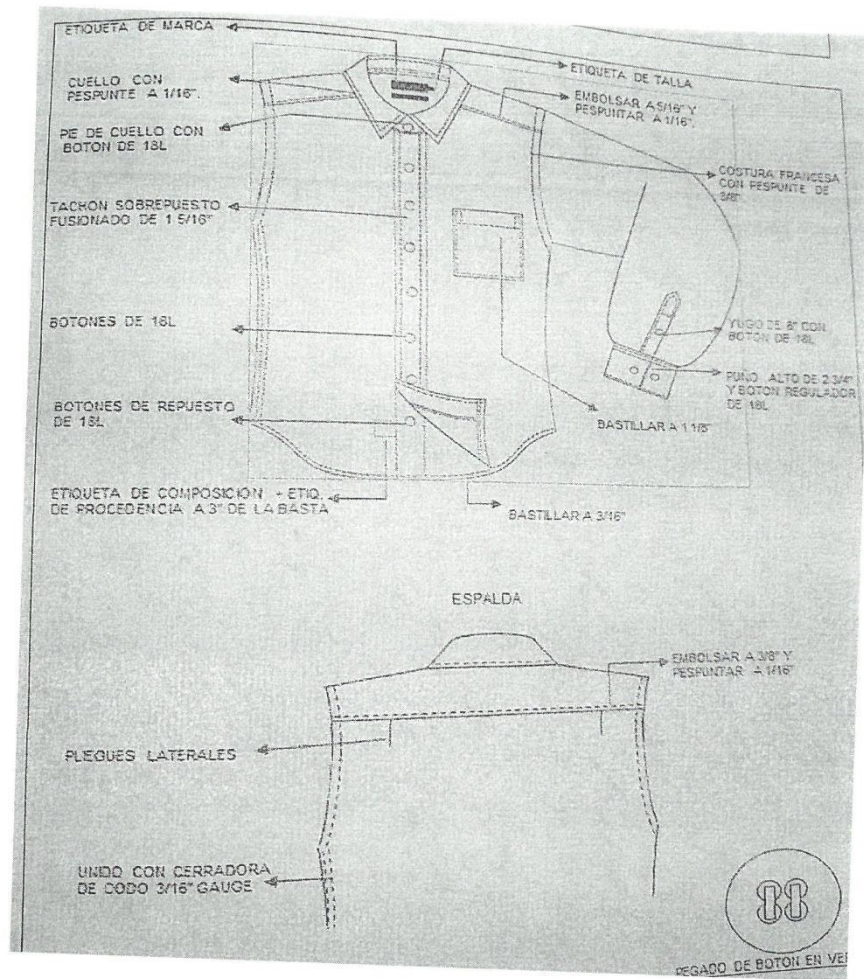 ETIQUETA DE MARCA
ETIQUETA DE TALLA
CUELLO CON
PESPUNTE A 1/16".
EMBOLSAR A 5/16" Y
PESPUNTAR A 1/16".
PIE DE CUELLO CON
BOTON DE 18L
COSTURA FRANCESA
CON PESPUNTE DE
3/8"
TACHON SOBREPUESTO
FUSIONADO DE 1 5/16"
BOTONES DE 18L
YUGO DE 6" CON
BOTON DE 18L
PUÑO ALTO DE 2 3/4"
Y BOTON REGULADOR
DE 18L
BOTONES DE REPUESTO
DE 18L
BASTILLAR A 1 1/8"
ETIQUETA DE COMPOSICION + ETIQ.
DE PROCEDENCIA A 3" DE LA BASTA
BASTILLAR A 3/16"
ESPALDA
EMBOLSAR A 3/8" Y
PESPUNTAR A 1/16"
PLIEGUES LATERALES
UNIDO CON CERRADORA
DE CODO 3/16" GAUGE
PEGADO DE BOTON EN VE